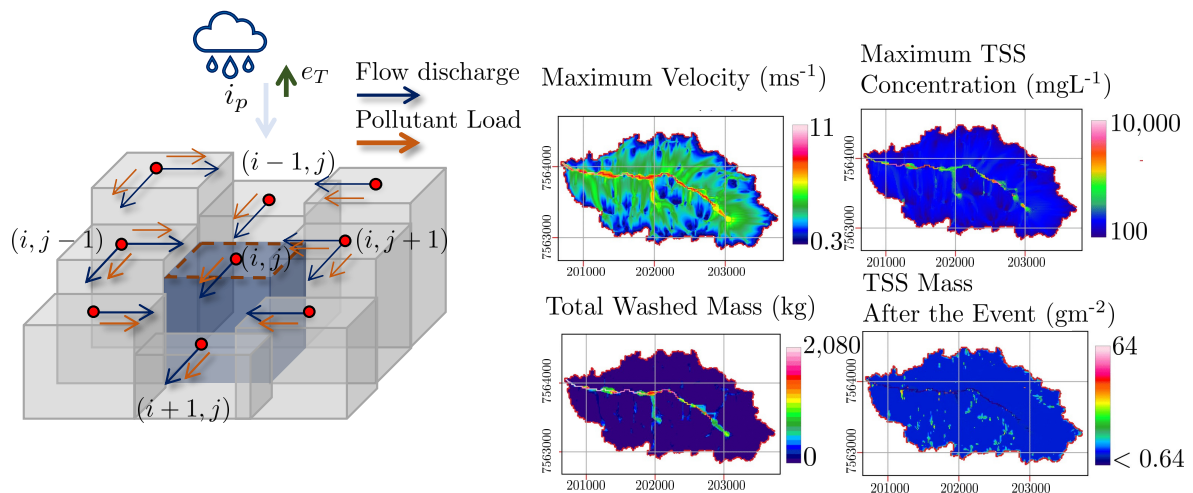 e_T
i_p
Flow discharge
Pollutant Load
(i − 1, j)
(i, j − 1)
(i, j)
(i, j + 1)
(i + 1, j)
Maximum Velocity (ms-1)
11
0.3
7564000
7563000
201000 202000 203000
Maximum TSS
Concentration (mgL-1)
10,000
100
7564000
7563000
201000 202000 203000
Total Washed Mass (kg)
2,080
0
7564000
7563000
201000 202000 203000
TSS Mass
After the Event (gm-2)
64
< 0.64
7564000
7563000
201000 202000 203000